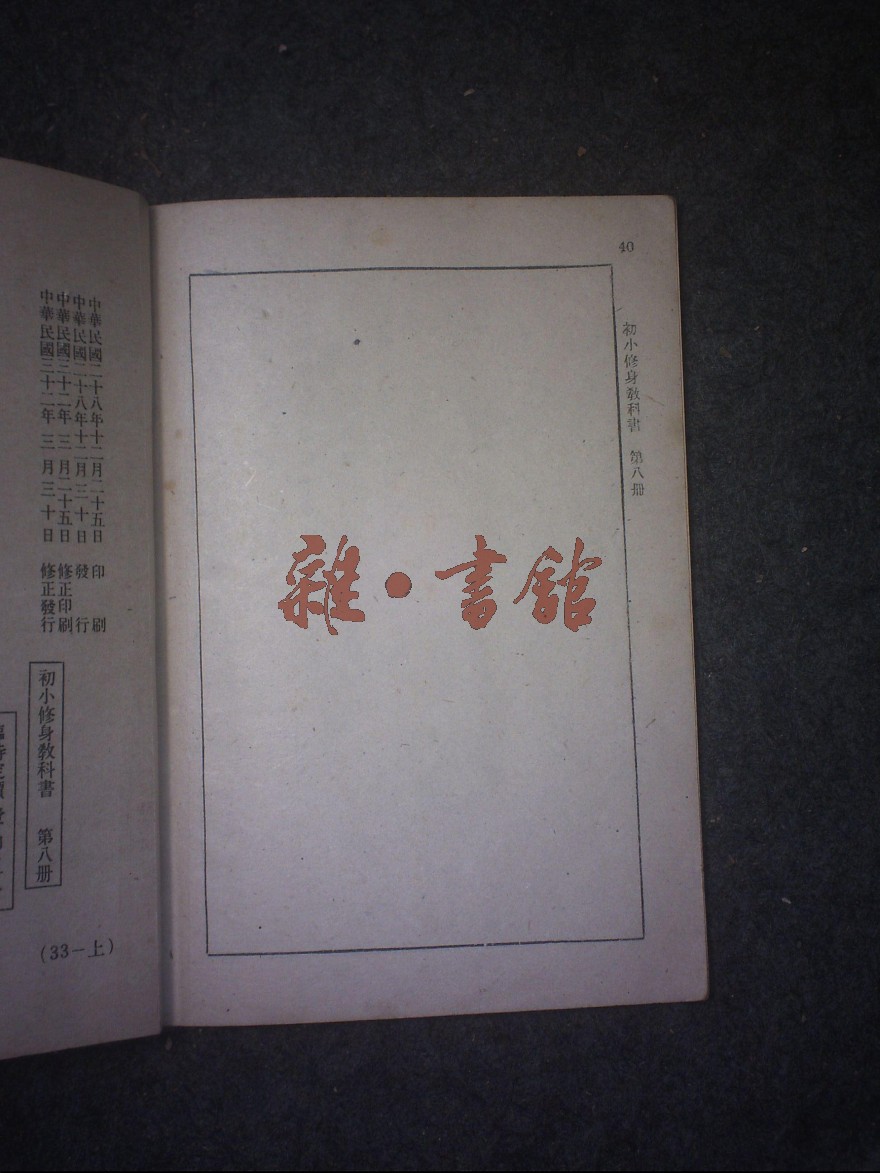 40
初小修身教科書 第八册
雜•書館
中華民國二十八年十二月二十五日 印刷
中華民國二十八年十二月三十日 發行
中華民國三十二年三月二十五日 修正印刷
中華民國三十二年三月三十日 修正發行
初小修身教科書 第八册
(33—上)